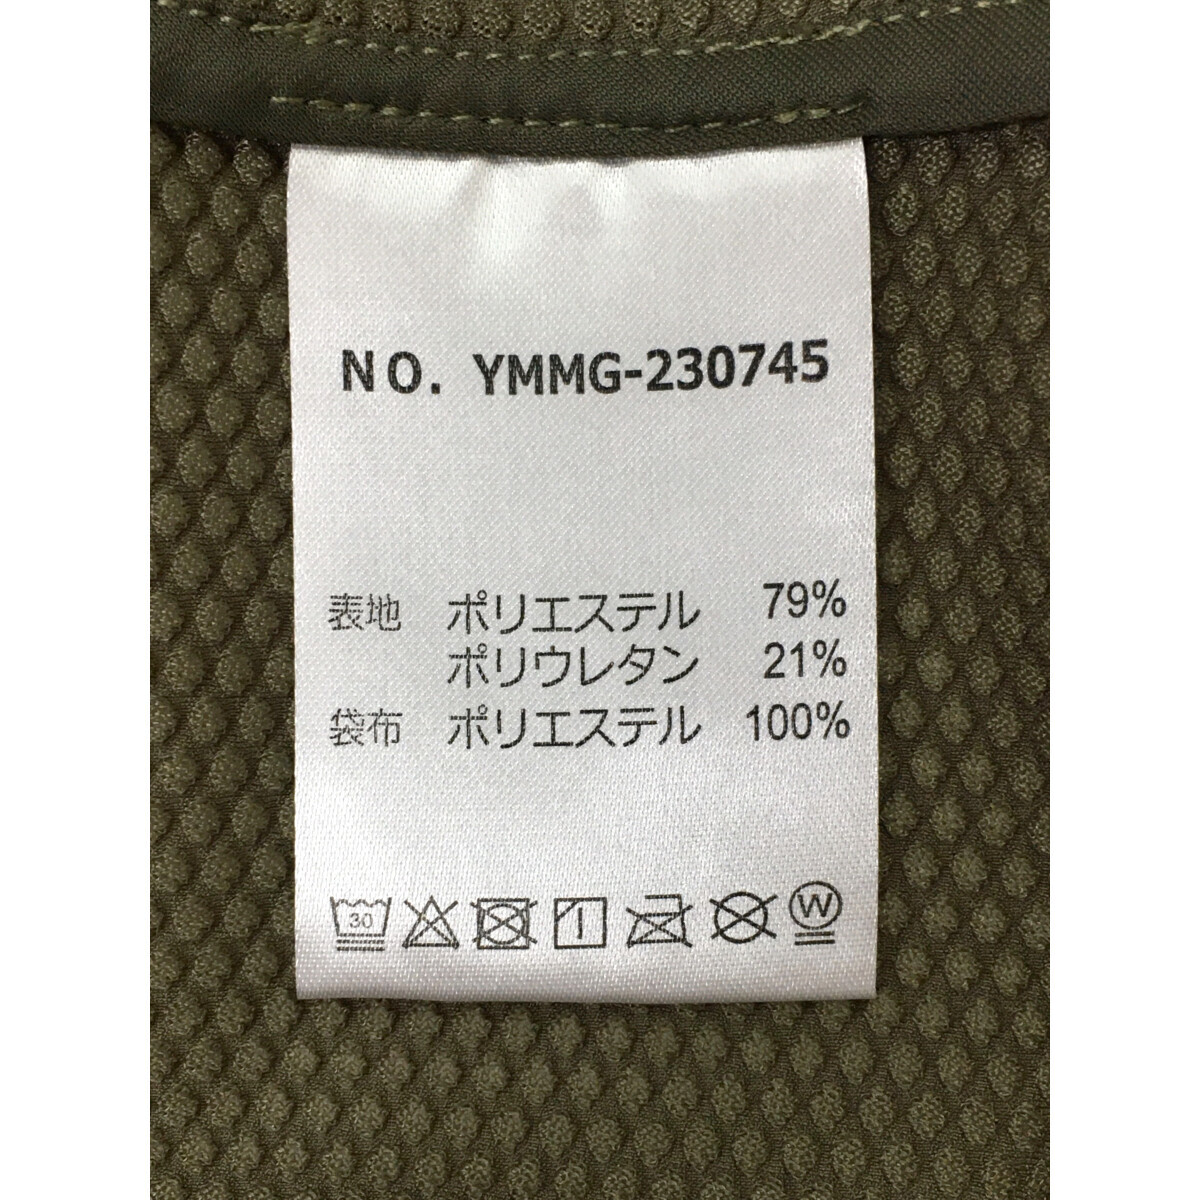 NO. YMMG-230745
表地 ポリエステル 79%
ポリウレタン 21%
袋布 ポリエステル 100%
30 W